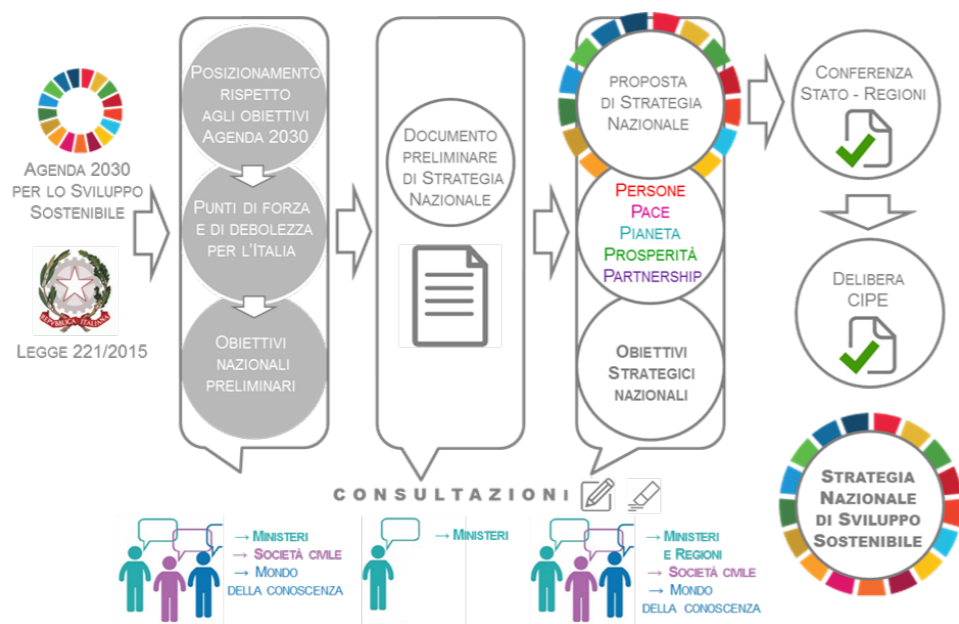 AGENDA 2030
PER LO SVILUPPO
SOSTENIBILE
REPVBBLICA ITALIANA
LEGGE 221/2015
POSIZIONAMENTO
RISPETTO
AGLI OBIETTIVI
AGENDA 2030
PUNTI DI FORZA
E DI DEBOLEZZA
PER L'ITALIA
OBIETTIVI
NAZIONALI
PRELIMINARI
DOCUMENTO
PRELIMINARE
DI STRATEGIA
NAZIONALE
PROPOSTA
DI STRATEGIA
NAZIONALE
PERSONE
PACE
PIANETA
PROSPERITÀ
PARTNERSHIP
OBIETTIVI
STRATEGICI
NAZIONALI
CONFERENZA
STATO - REGIONI
DELIBERA
CIPE
STRATEGIA
NAZIONALE
DI SVILUPPO
SOSTENIBILE
CONSULTAZIONI
→ MINISTERI
→ SOCIETÀ CIVILE
→ MONDO
DELLA CONOSCENZA
→ MINISTERI
→ MINISTERI
E REGIONI
→ SOCIETÀ CIVILE
→ MONDO
DELLA CONOSCENZA